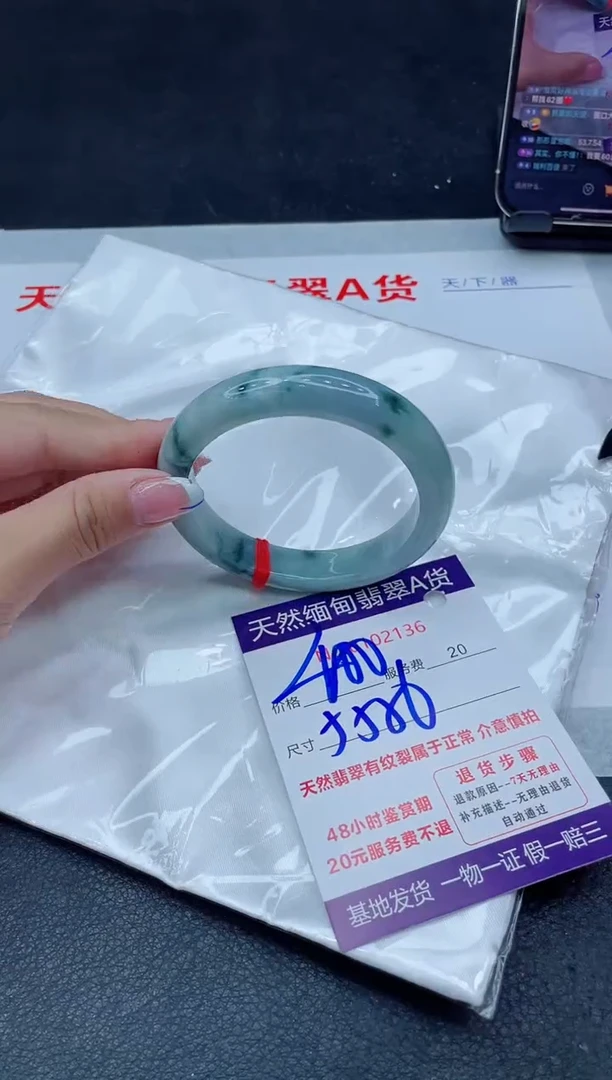 天
翡翠A货
天/下/器
天然缅甸翡翠A货
02136
价格
400
服务费 20
尺寸
天然翡翠有纹裂属于正常 介意慎拍
48小时鉴赏期
20元服务费不退
退货步骤
退款原因--7天无理由
补充描述--无理由退货
自动通过
基地发货 一物一证 假一赔三